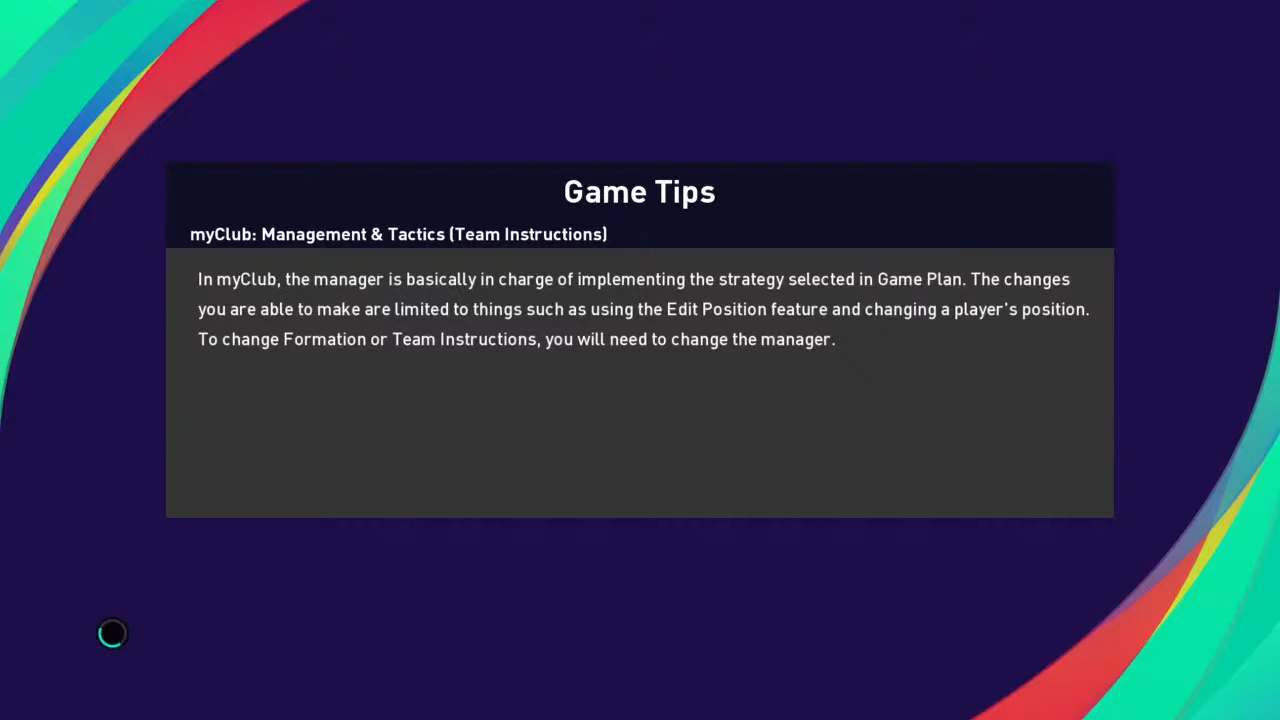 Game Tips
myClub: Management & Tactics (Team Instructions)
In myClub, the manager is basically in charge of implementing the strategy selected in Game Plan. The changes
you are able to make are limited to things such as using the Edit Position feature and changing a player's position.
To change Formation or Team Instructions, you will need to change the manager.